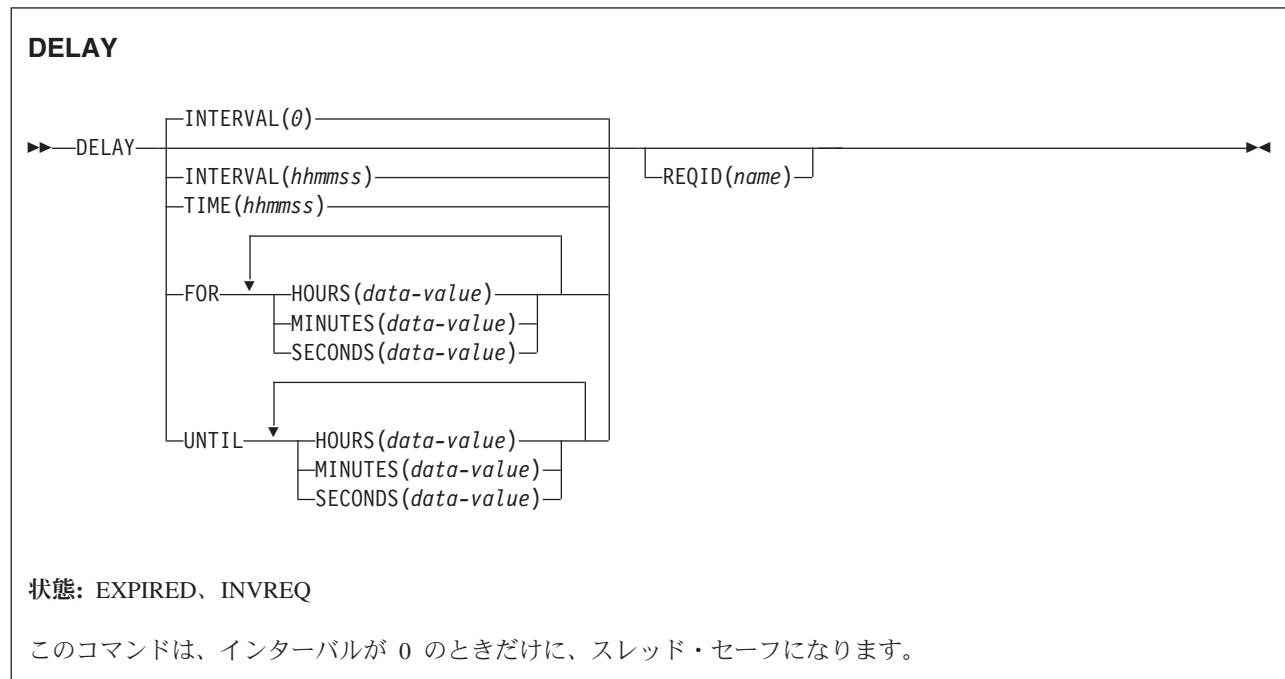 DELAY
INTERVAL(0)
DELAY
INTERVAL(hhmmss)
REQID(name)
TIME(hhmmss)
FOR HOURS(data-value)
MINUTES(data-value)
SECONDS(data-value)
UNTIL HOURS(data-value)
MINUTES(data-value)
SECONDS(data-value)
状態: EXPIRED、INVREQ
このコマンドは、インターバルが 0 のときだけに、スレッド・セーフになります。